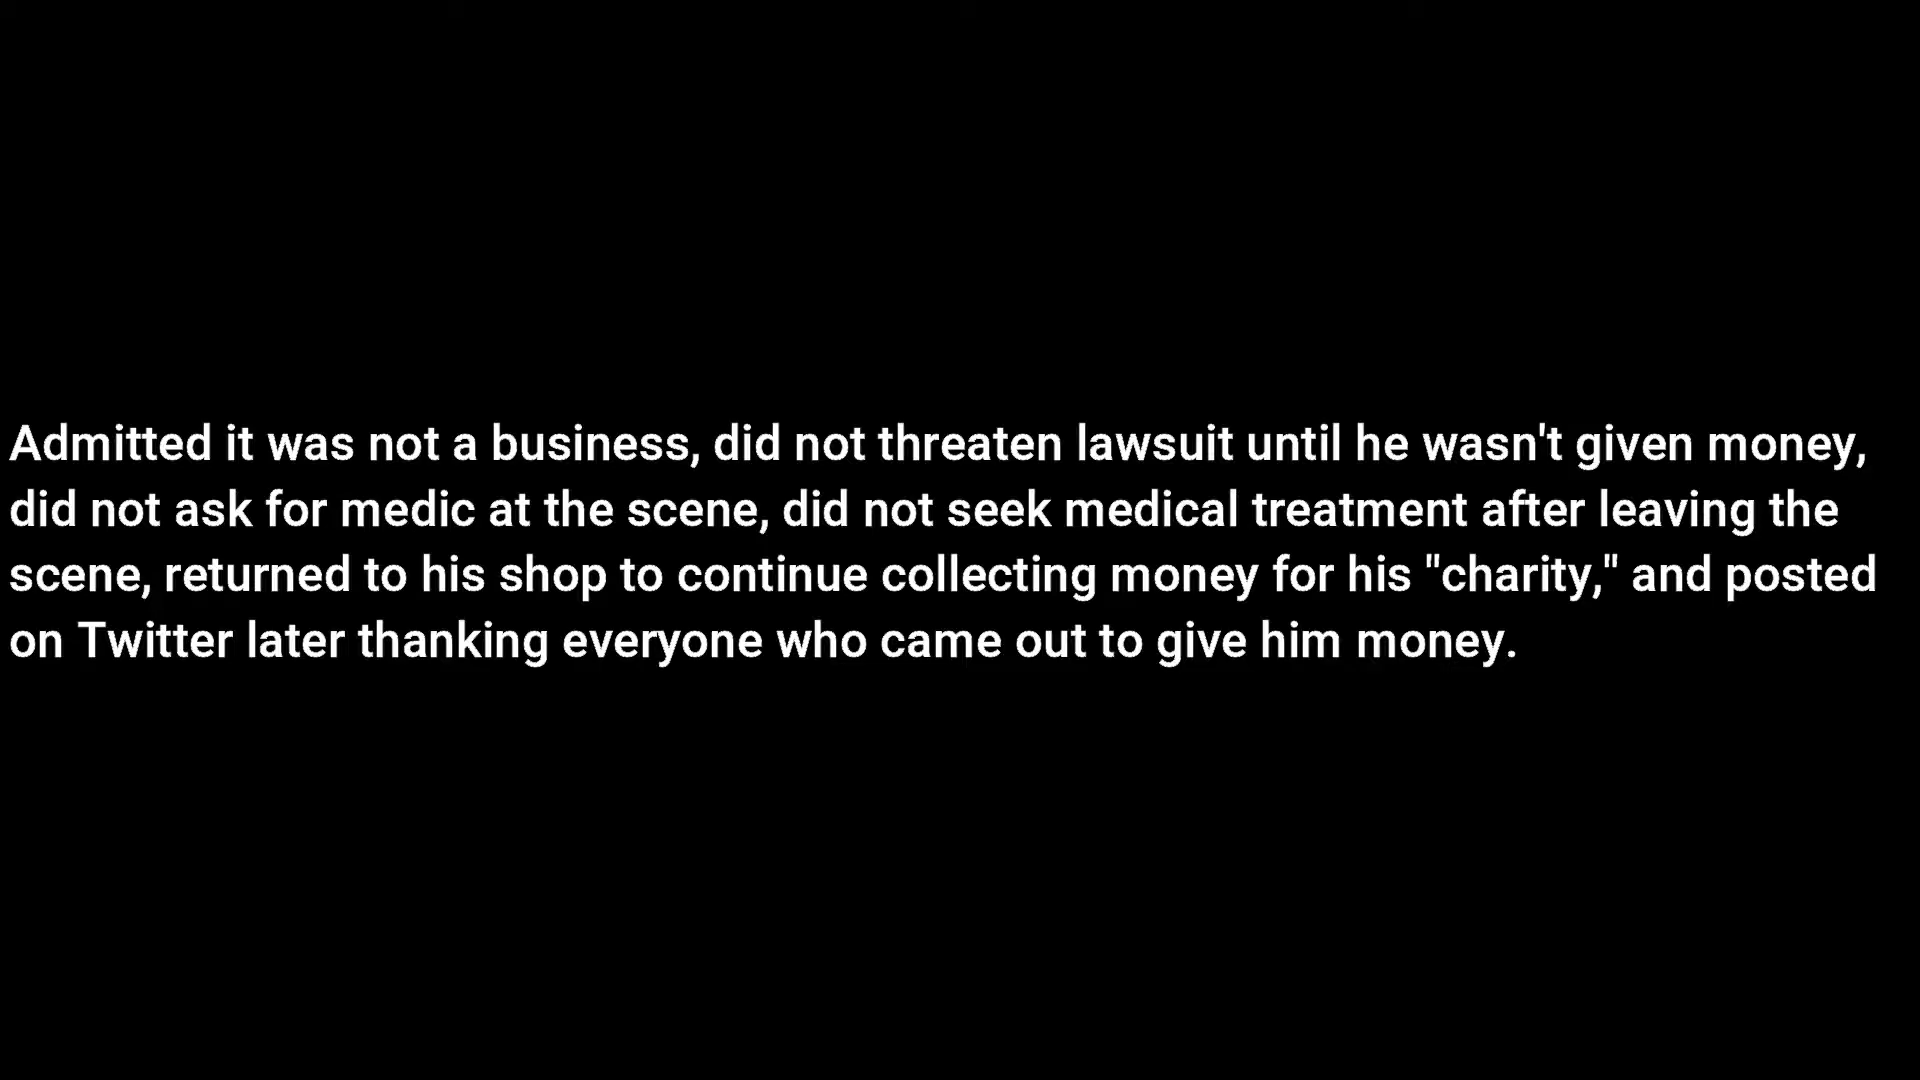 Admitted it was not a business, did not threaten lawsuit until he wasn't given money,
did not ask for medic at the scene, did not seek medical treatment after leaving the
scene, returned to his shop to continue collecting money for his "charity," and posted
on Twitter later thanking everyone who came out to give him money.